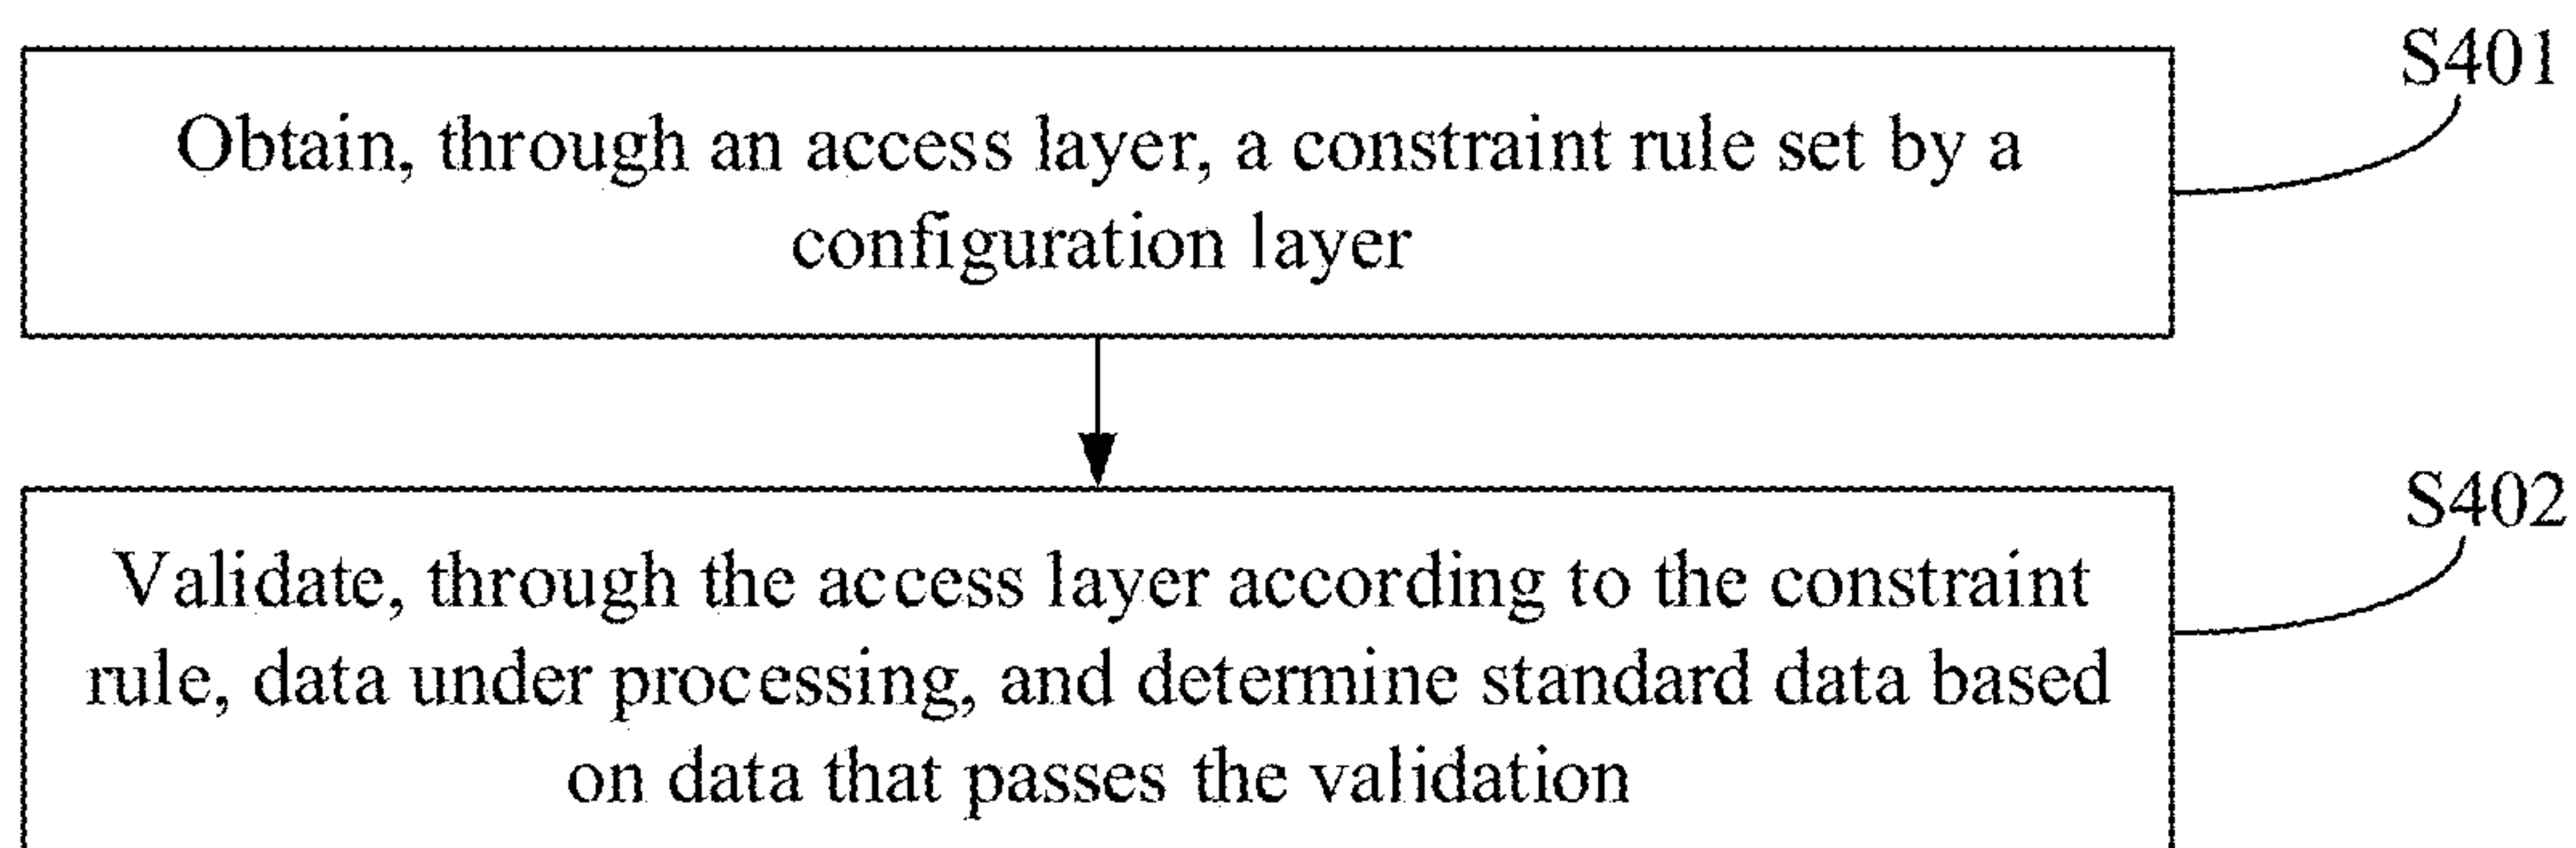 S401
Obtain, through an access layer, a constraint rule set by a
configuration layer
S402
Validate, through the access layer according to the constraint
rule, data under processing, and determine standard data based
on data that passes the validation